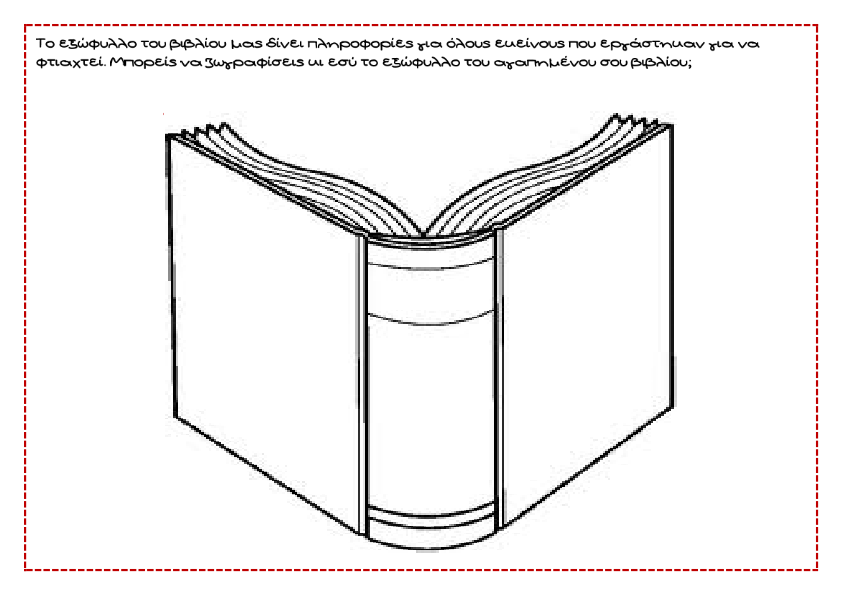 Το εξώφυλλο του βιβλίου μας δίνει πληροφορίες για όλους εκείνους που εργάστηκαν για να
φτιαχτεί. Μπορείς να ζωγραφίσεις κι εσύ το εξώφυλλο του αγαπημένου σου βιβλίου;